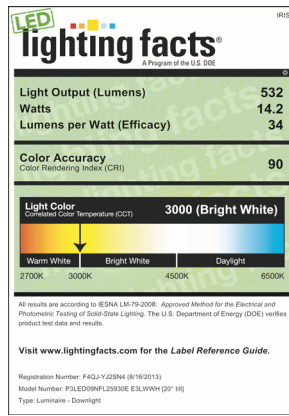 IRIS
LED
lighting facts®
A Program of the U.S. DOE
Light Output (Lumens) 532
Watts 14.2
Lumens per Watt (Efficacy) 34
Color Accuracy
Color Rendering Index (CRI) 90
Light Color
Correlated Color Temperature (CCT) 3000 (Bright White)
Warm White Bright White Daylight
2700K 3000K 4500K 6500K
All results are according to IESNA LM-79-2008: Approved Method for the Electrical and
Photometric Testing of Solid-State Lighting. The U.S. Department of Energy (DOE) verifies
product test data and results.
Visit www.lightingfacts.com for the Label Reference Guide.
Registration Number: F4QJ-YJ2SN4 (8/16/2013)
Model Number: P3LED09NFL25930E E3LWWH [20° tilt]
Type: Luminaire - Downlight